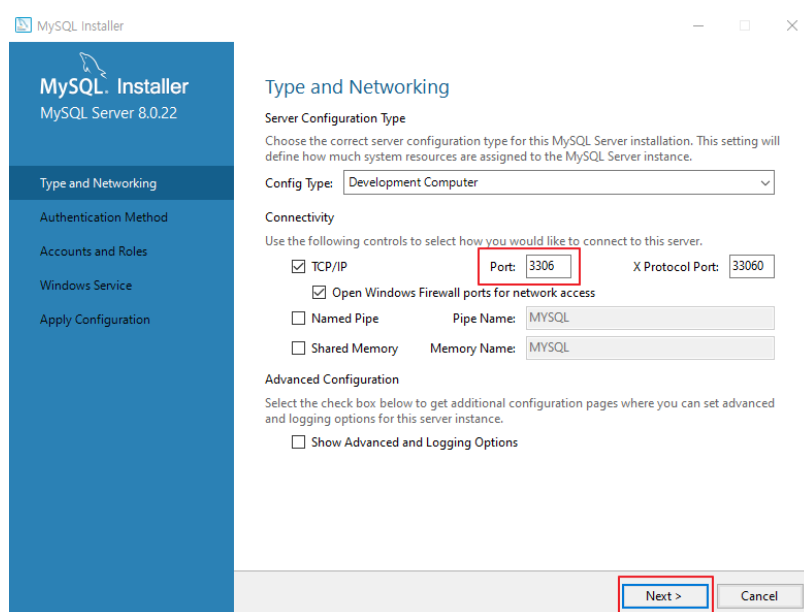 MySQL Installer
MySQL. Installer
MySQL Server 8.0.22
Type and Networking
Authentication Method
Accounts and Roles
Windows Service
Apply Configuration
Type and Networking
Server Configuration Type
Choose the correct server configuration type for this MySQL Server installation. This setting will
define how much system resources are assigned to the MySQL Server instance.
Config Type: Development Computer
Connectivity
Use the following controls to select how you would like to connect to this server.
TCP/IP Port: 3306 X Protocol Port: 33060
Open Windows Firewall ports for network access
Named Pipe Pipe Name: MYSQL
Shared Memory Memory Name: MYSQL
Advanced Configuration
Select the check box below to get additional configuration pages where you can set advanced
and logging options for this server instance.
Show Advanced and Logging Options
Next > Cancel